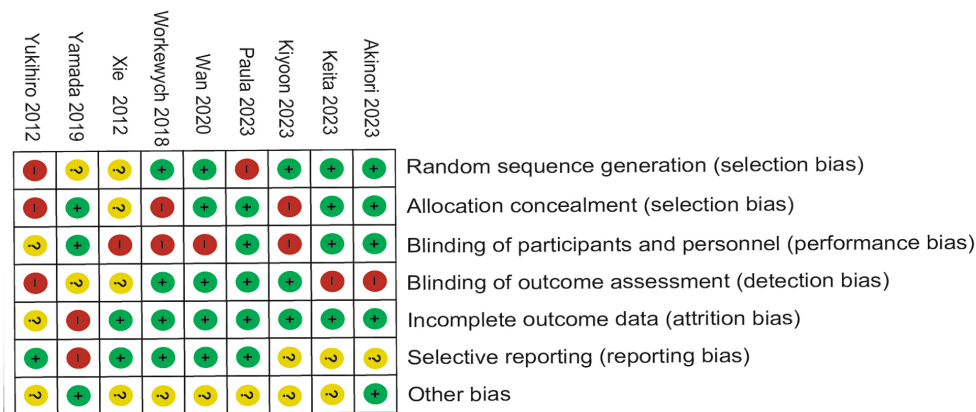 Yukihiro 2012
Yamada 2019
Xie 2012
Workewych 2018
Wan 2020
Paula 2023
Kiyoon 2023
Keita 2023
Akinori 2023
- ? ? + + - + + + Random sequence generation (selection bias)
- + ? - + + - + + Allocation concealment (selection bias)
? + - - - + - + + Blinding of participants and personnel (performance bias)
- ? ? + + + + - - Blinding of outcome assessment (detection bias)
? - + + + + + + + Incomplete outcome data (attrition bias)
+ - + + + + ? ? ? Selective reporting (reporting bias)
? + ? ? ? ? ? ? + Other bias